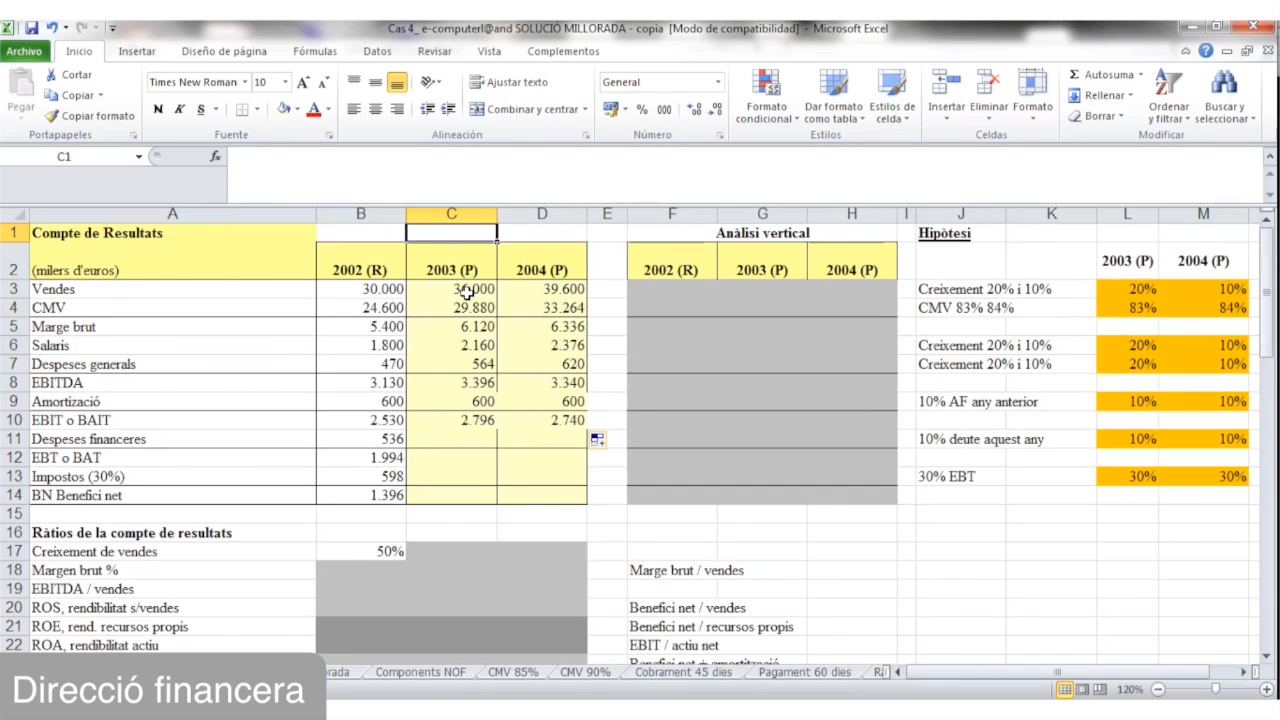 Cas 4_ e-computerl@and SOLUCIÓ MILLORADA - copia [Modo de compatibilidad] - Microsoft Excel
Archivo Inicio Insertar Diseño de página Fórmulas Datos Revisar Vista Complementos
Pegar
Cortar
Copiar
Copiar formato
Portapapeles
Times New Roman 10
N K S
Fuente
Ajustar texto
Combinar y centrar
Alineación
General
% 000
Número
Formato condicional
Dar formato como tabla
Estilos de celda
Estilos
Insertar Eliminar Formato
Celdas
Autosuma
Rellenar
Borrar
Ordenar y filtrar
Buscar y seleccionar
Modificar
C1 fx
A B C D E F G H I J K L M
1 Compte de Resultats Anàlisi vertical Hipòtesi
2 (milers d'euros) 2002 (R) 2003 (P) 2004 (P) 2002 (R) 2003 (P) 2004 (P) 2003 (P) 2004 (P)
3 Vendes 30.000 39.600 Creixement 20% i 10% 20% 10%
4 CMV 24.600 29.880 33.264 CMV 83% 84% 83% 84%
5 Marge brut 5.400 6.120 6.336
6 Salaris 1.800 2.160 2.376 Creixement 20% i 10% 20% 10%
7 Despeses generals 470 564 620 Creixement 20% i 10% 20% 10%
8 EBITDA 3.130 3.396 3.340
9 Amortizació 600 600 600 10% AF any anterior 10% 10%
10 EBIT o BAIT 2.530 2.796 2.740
11 Despeses financeres 536 10% deute aquest any 10% 10%
12 EBT o BAT 1.994
13 Impostos (30%) 598 30% EBT 30% 30%
14 BN Benefici net 1.396
15
16 Ràtios de la compte de resultats
17 Creixement de vendes 50%
18 Margen brut % Marge brut / vendes
19 EBITDA / vendes
20 ROS, rendibilitat s/vendes Benefici net / vendes
21 ROE, rend. recursos propis Benefici net / recursos propis
22 ROA, rendibilitat actiu EBIT / actiu net
Benefici net + amortització
orada Components NOF CMV 85% CMV 90% Cobrament 45 dies Pagament 60 dies
120%
Direcció financera